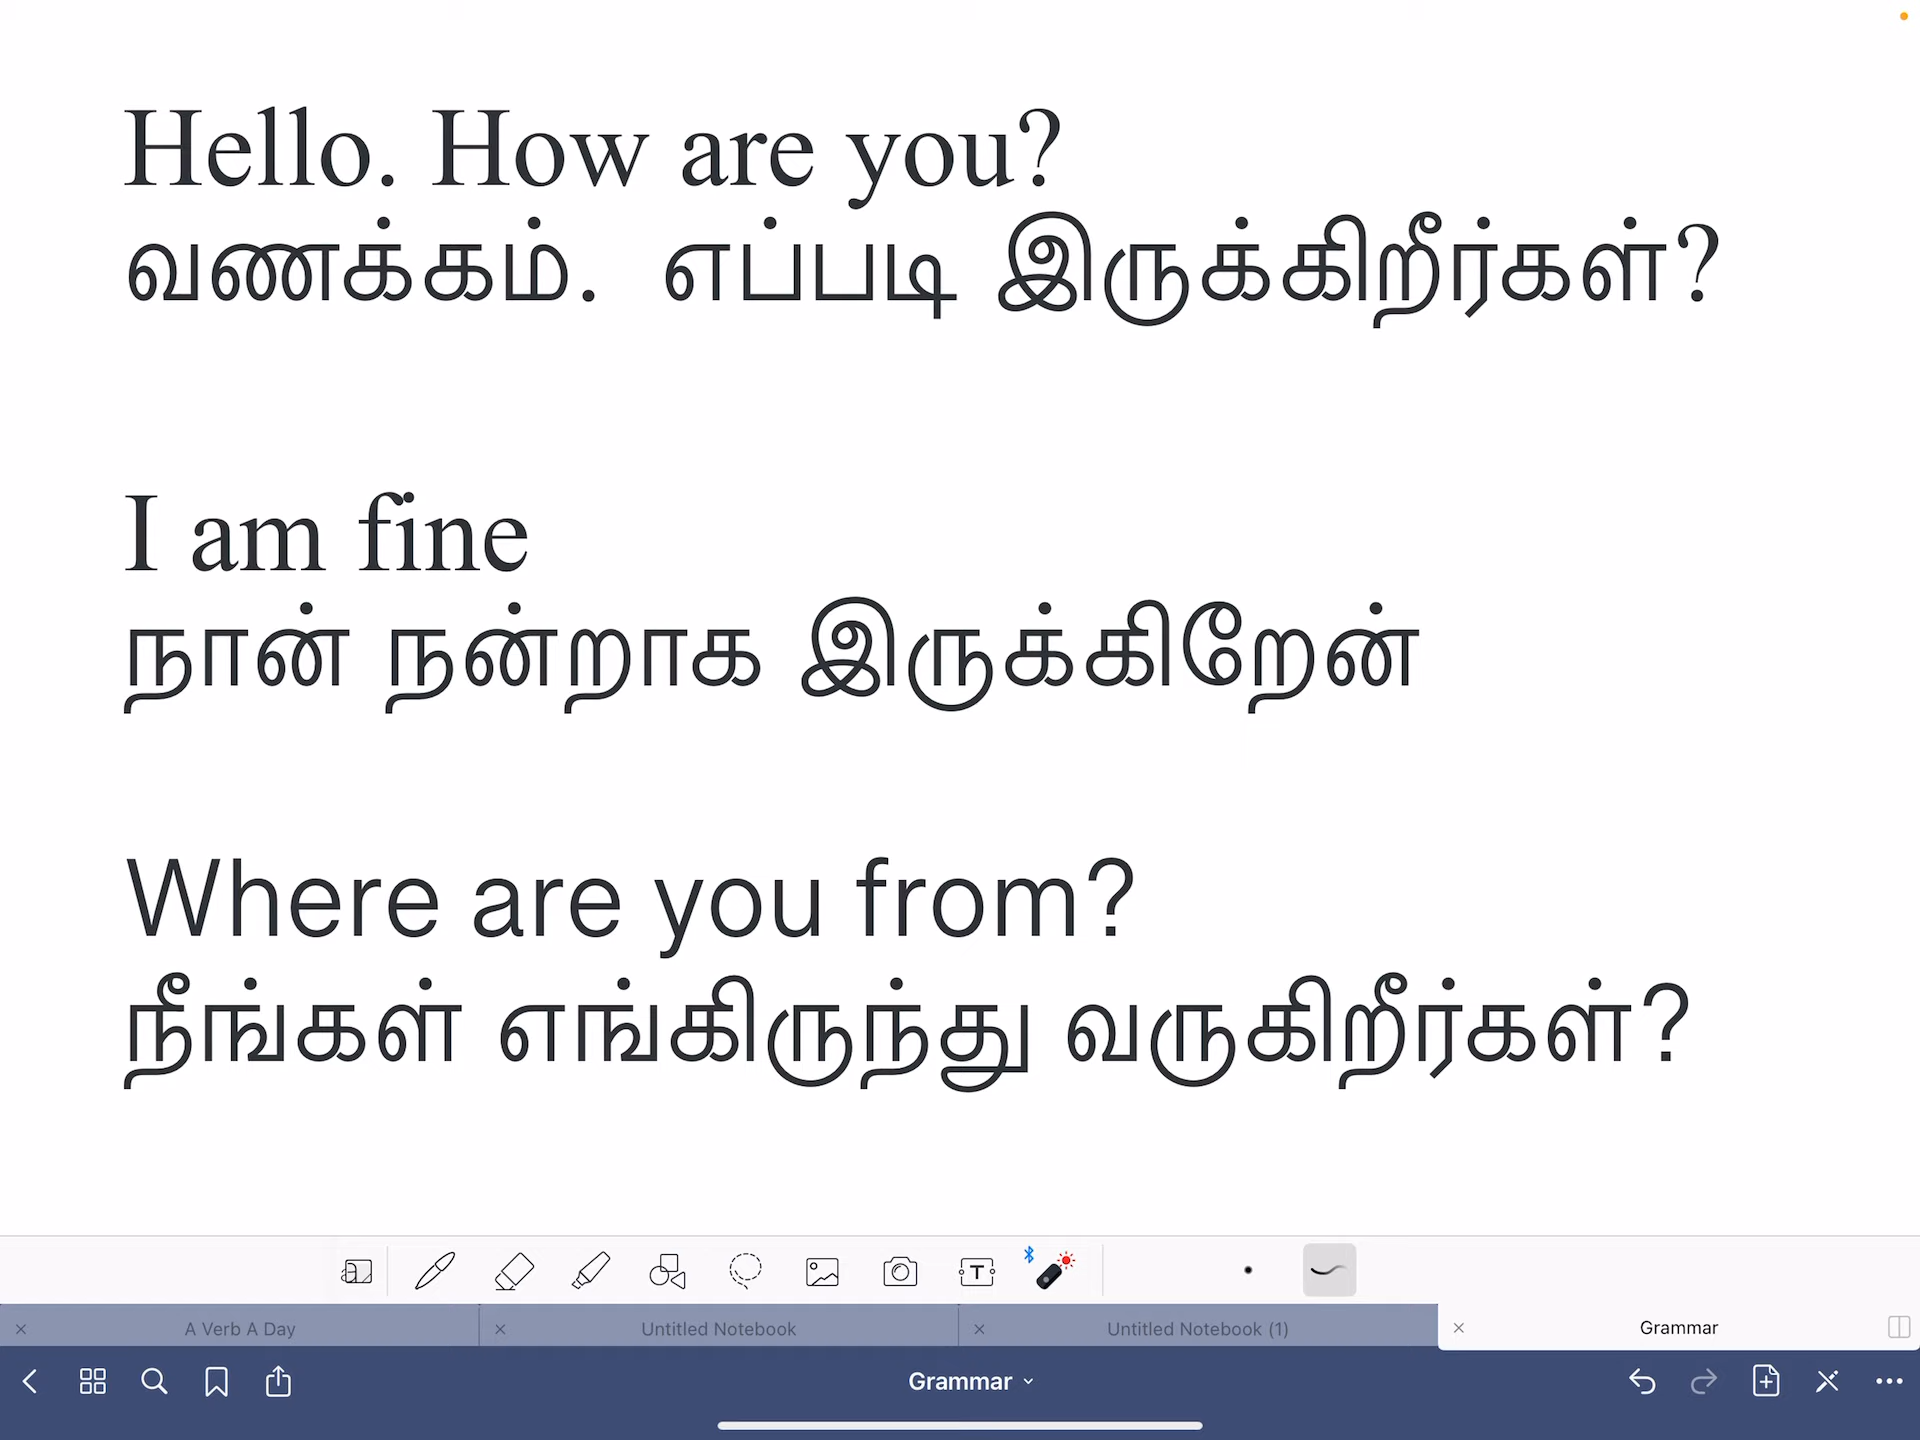 Hello. How are you?
வணக்கம். எப்படி இருக்கிறீர்கள்?
I am fine
நான் நன்றாக இருக்கிறேன்
Where are you from?
நீங்கள் எங்கிருந்து வருகிறீர்கள்?
A Verb A Day
Untitled Notebook
Untitled Notebook (1)
Grammar
Grammar